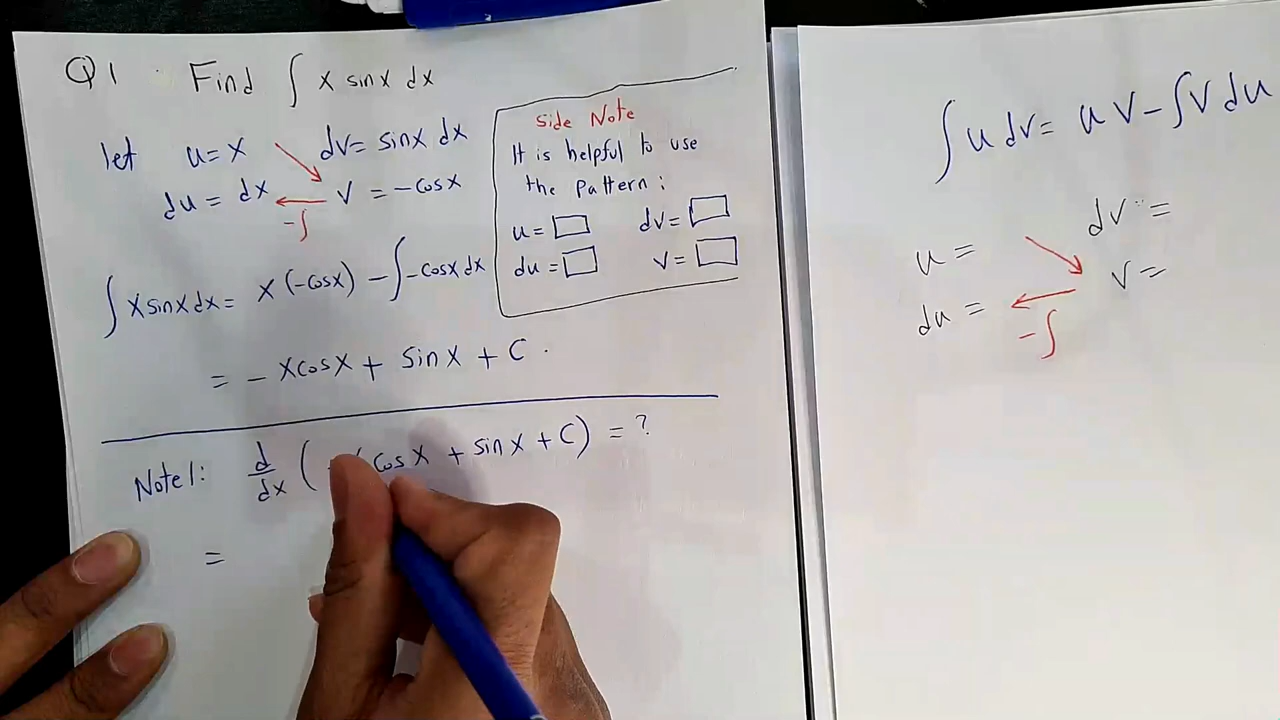 Q1. Find ∫ x sinx dx
let u=x dv= sinx dx
du = dx v = -cosx
-∫
Side Note
It is helpful to use
the pattern:
u=☐ dv=☐
du=☐ v=☐
∫ x sinx dx = x (-cosx) - ∫ -cosx dx
= - xcosx + sinx + C .
Note1: d/dx ( cosx + sinx + C) = ?
=
∫ u dv = u v - ∫ v du
u = dv =
du = v =
-∫